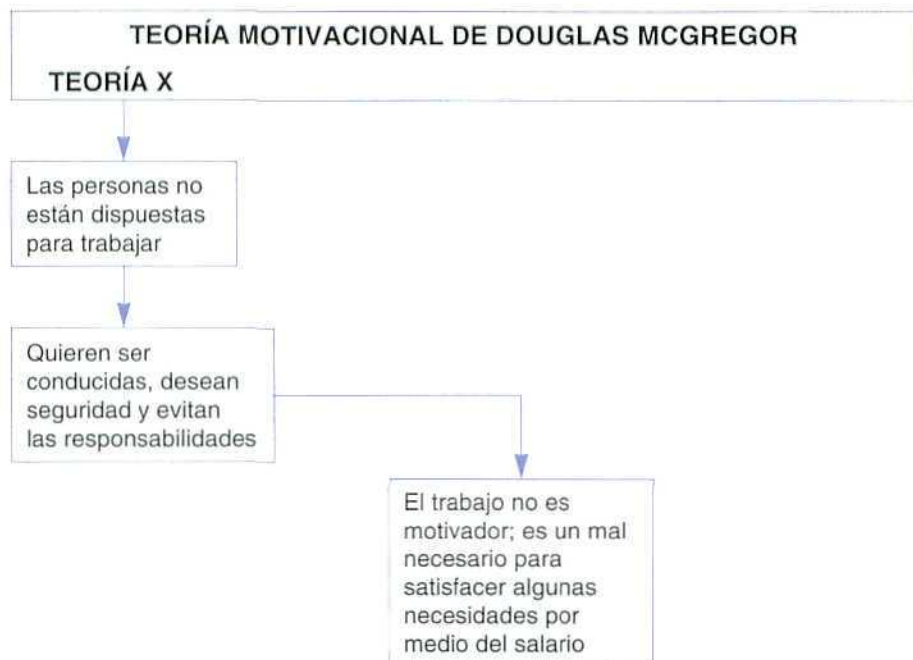 TEORÍA MOTIVACIONAL DE DOUGLAS MCGREGOR
TEORÍA X
Las personas no
están dispuestas
para trabajar
Quieren ser
conducidas, desean
seguridad y evitan
las responsabilidades
El trabajo no es
motivador; es un mal
necesario para
satisfacer algunas
necesidades por
medio del salario